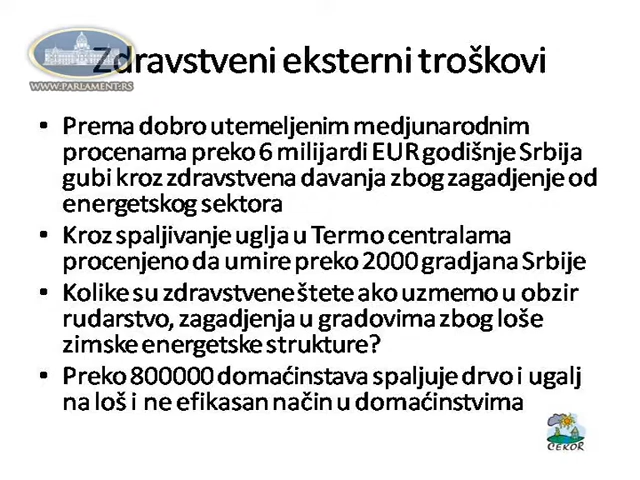 Zdravstveni eksterni troškovi
WWW.PARLAMENT.RS
• Prema dobro utemeljenim medjunarodnim
procenama preko 6 milijardi EUR godišnje Srbija
gubi kroz zdravstvena davanja zbog zagadjenje od
energetskog sektora
• Kroz spaljivanje uglja u Termo centralama
procenjeno da umire preko 2000 gradjana Srbije
• Kolike su zdravstvene štete ako uzmemo u obzir
rudarstvo, zagadjenja u gradovima zbog loše
zimske energetske strukture?
• Preko 800000 domaćinstava spaljuje drvo i ugalj
na loš i ne efikasan način u domaćinstvima
CEKOR